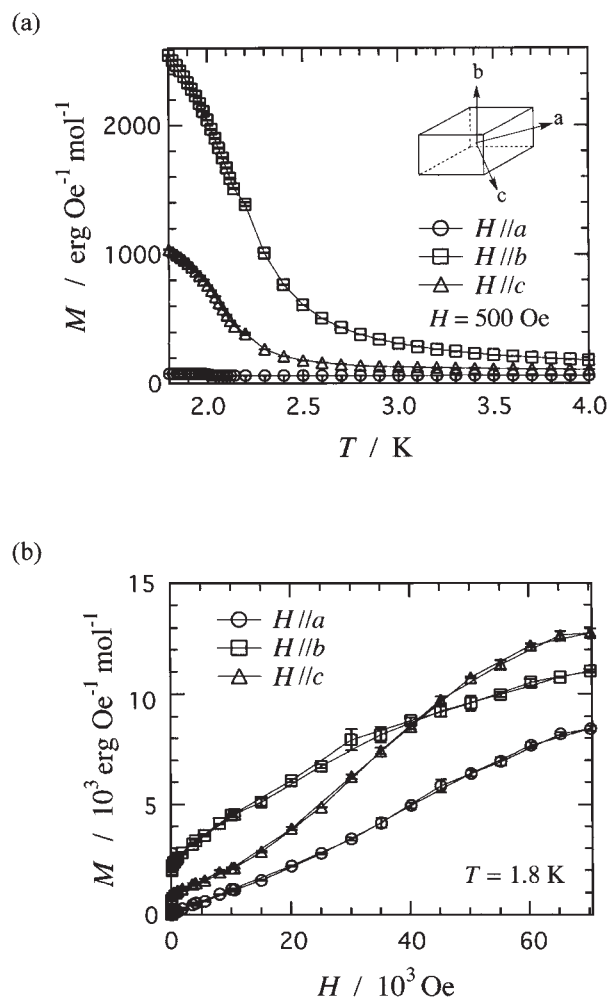 (a)
2000
1000
0
M / erg Oe⁻¹ mol⁻¹
b
a
c
H//a
H//b
H//c
H = 500 Oe
2.0 2.5 3.0 3.5 4.0
T / K
(b)
15
10
5
0
M / 10³ erg Oe⁻¹ mol⁻¹
H//a
H//b
H//c
T = 1.8 K
0 20 40 60
H / 10³ Oe